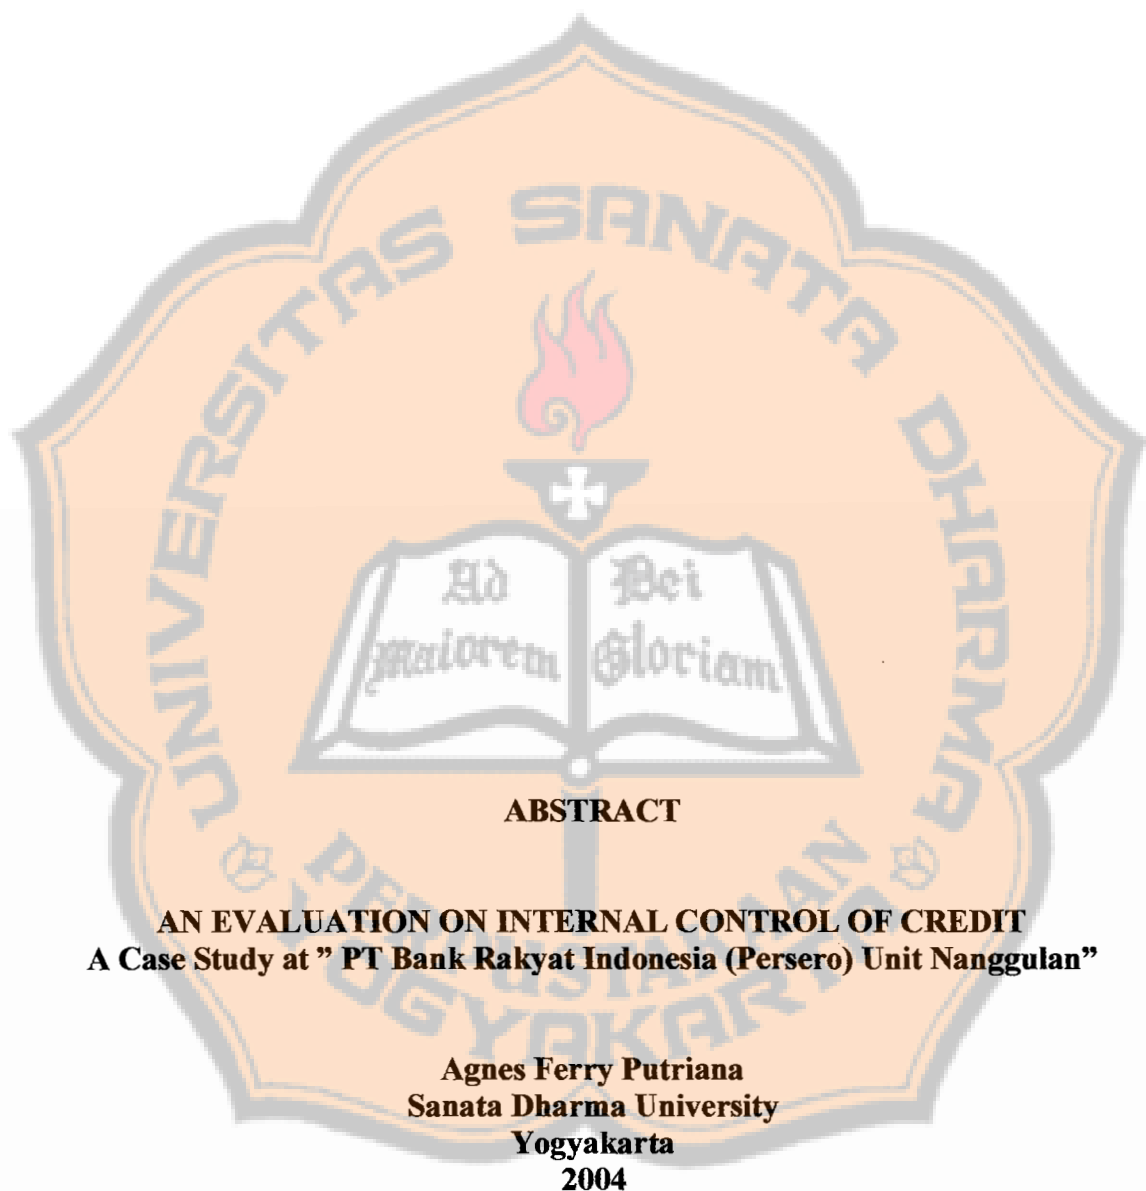 UNIVERSITAS SANATA DHARMA
Ad Dei
Maiorem Gloriam
ABSTRACT
PERPUSTAKAAN
YOGYAKARTA
AN EVALUATION ON INTERNAL CONTROL OF CREDIT
A Case Study at ” PT Bank Rakyat Indonesia (Persero) Unit Nanggulan”
Agnes Ferry Putriana
Sanata Dharma University
Yogyakarta
2004